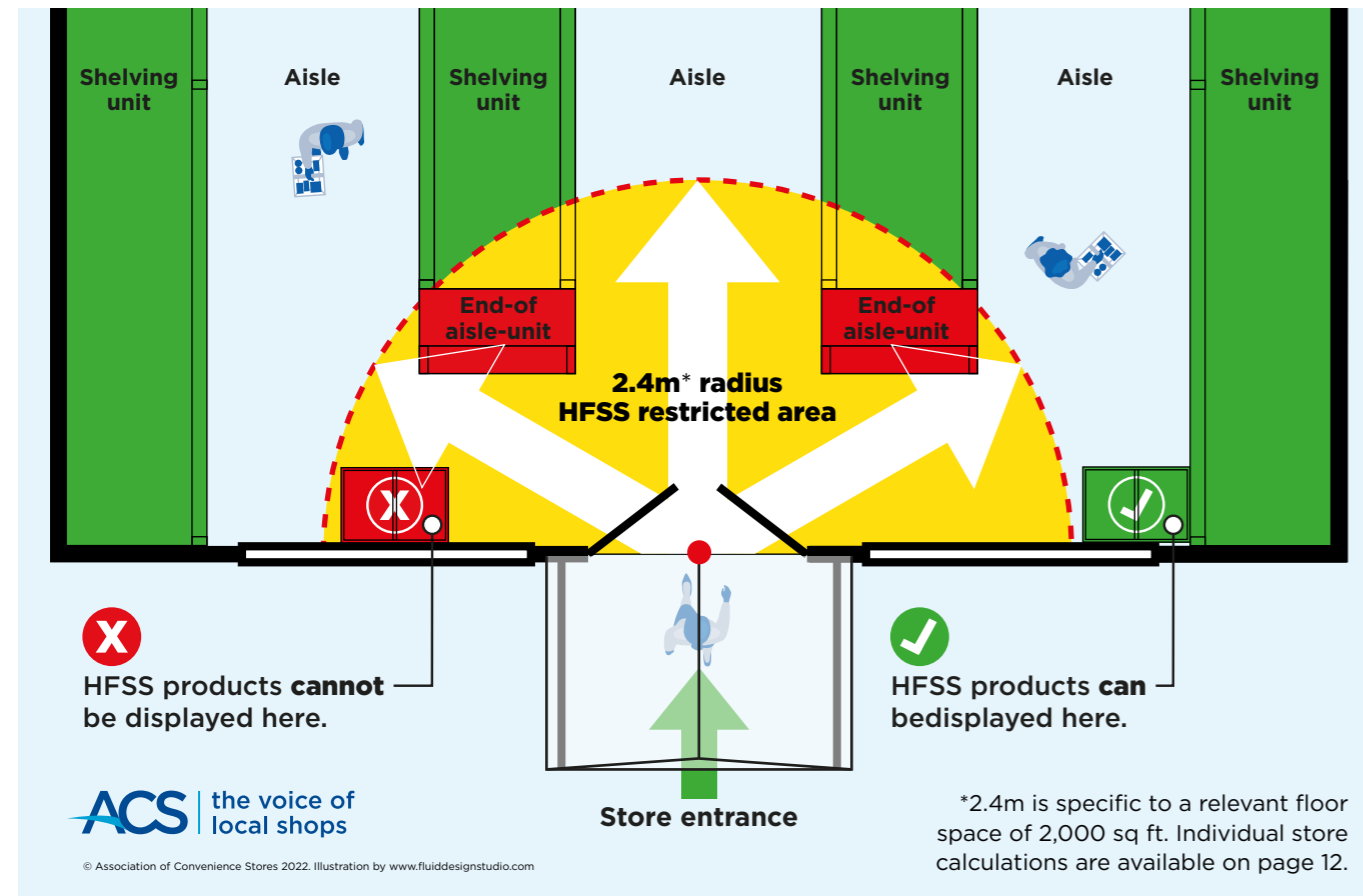 Shelving
unit
Aisle
Shelving
unit
Aisle
Shelving
unit
Aisle
Shelving
unit
End-of
aisle-unit
End-of
aisle-unit
2.4m* radius
HFSS restricted area
X
X
HFSS products cannot
be displayed here.
HFSS products can
bedisplayed here.
Store entrance
ACS
the voice of
local shops
© Association of Convenience Stores 2022. Illustration by www.fluiddesignstudio.com
*2.4m is specific to a relevant floor
space of 2,000 sq ft. Individual store
calculations are available on page 12.